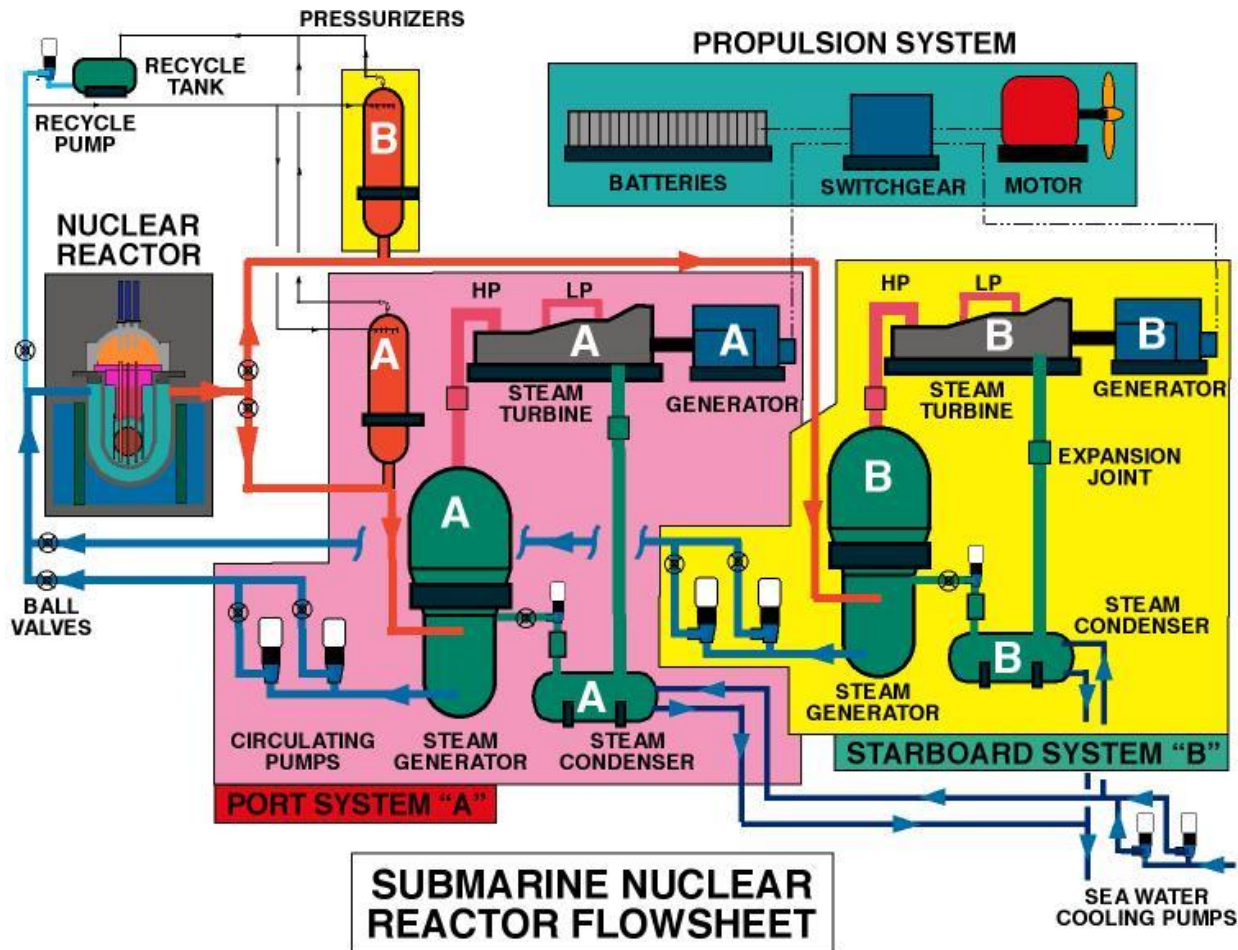 PRESSURIZERS
RECYCLE
TANK
RECYCLE
PUMP
B
PROPULSION SYSTEM
BATTERIES
SWITCHGEAR
MOTOR
NUCLEAR
REACTOR
HP
LP
A
A
A
STEAM
TURBINE
GENERATOR
A
HP
LP
B
B
STEAM
TURBINE
GENERATOR
EXPANSION
JOINT
B
BALL
VALVES
STEAM
CONDENSER
B
STEAM
GENERATOR
A
CIRCULATING
PUMPS
STEAM
GENERATOR
STEAM
CONDENSER
STARBOARD SYSTEM "B"
PORT SYSTEM "A"
SUBMARINE NUCLEAR
REACTOR FLOWSHEET
SEA WATER
COOLING PUMPS